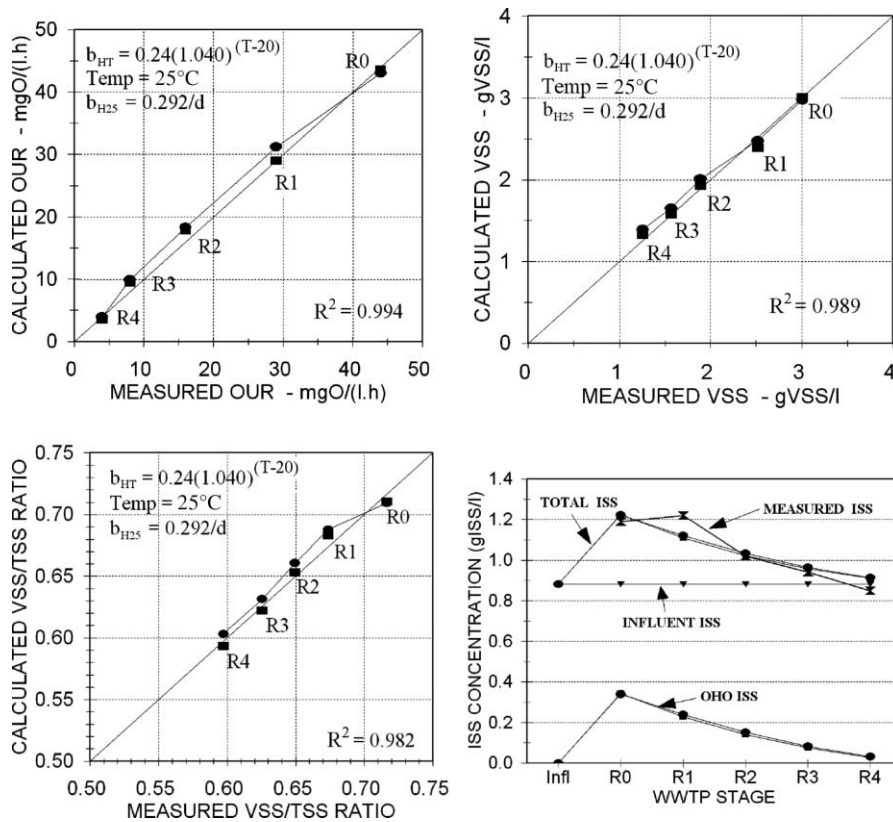 CALCULATED OUR - mgO/(l.h)
50
40
30
20
10
0
b_HT = 0.24(1.040)^(T-20)
Temp = 25°C
b_H25 = 0.292/d
R0
R1
R2
R3
R4
R² = 0.994
0 10 20 30 40 50
MEASURED OUR - mgO/(l.h)
CALCULATED VSS - gVSS/l
4
3
2
1
0
b_HT = 0.24(1.040)^(T-20)
Temp = 25°C
b_H25 = 0.292/d
R0
R1
R2
R3
R4
R² = 0.989
0 1 2 3 4
MEASURED VSS - gVSS/l
CALCULATED VSS/TSS RATIO
0.75
0.70
0.65
0.60
0.55
0.50
b_HT = 0.24(1.040)^(T-20)
Temp = 25°C
b_H25 = 0.292/d
R0
R1
R2
R3
R4
R² = 0.982
0.50 0.55 0.60 0.65 0.70 0.75
MEASURED VSS/TSS RATIO
ISS CONCENTRATION (gISS/l)
1.4
1.2
1.0
0.8
0.6
0.4
0.2
0.0
TOTAL ISS
MEASURED ISS
INFLUENT ISS
OHO ISS
Infl R0 R1 R2 R3 R4
WWTP STAGE